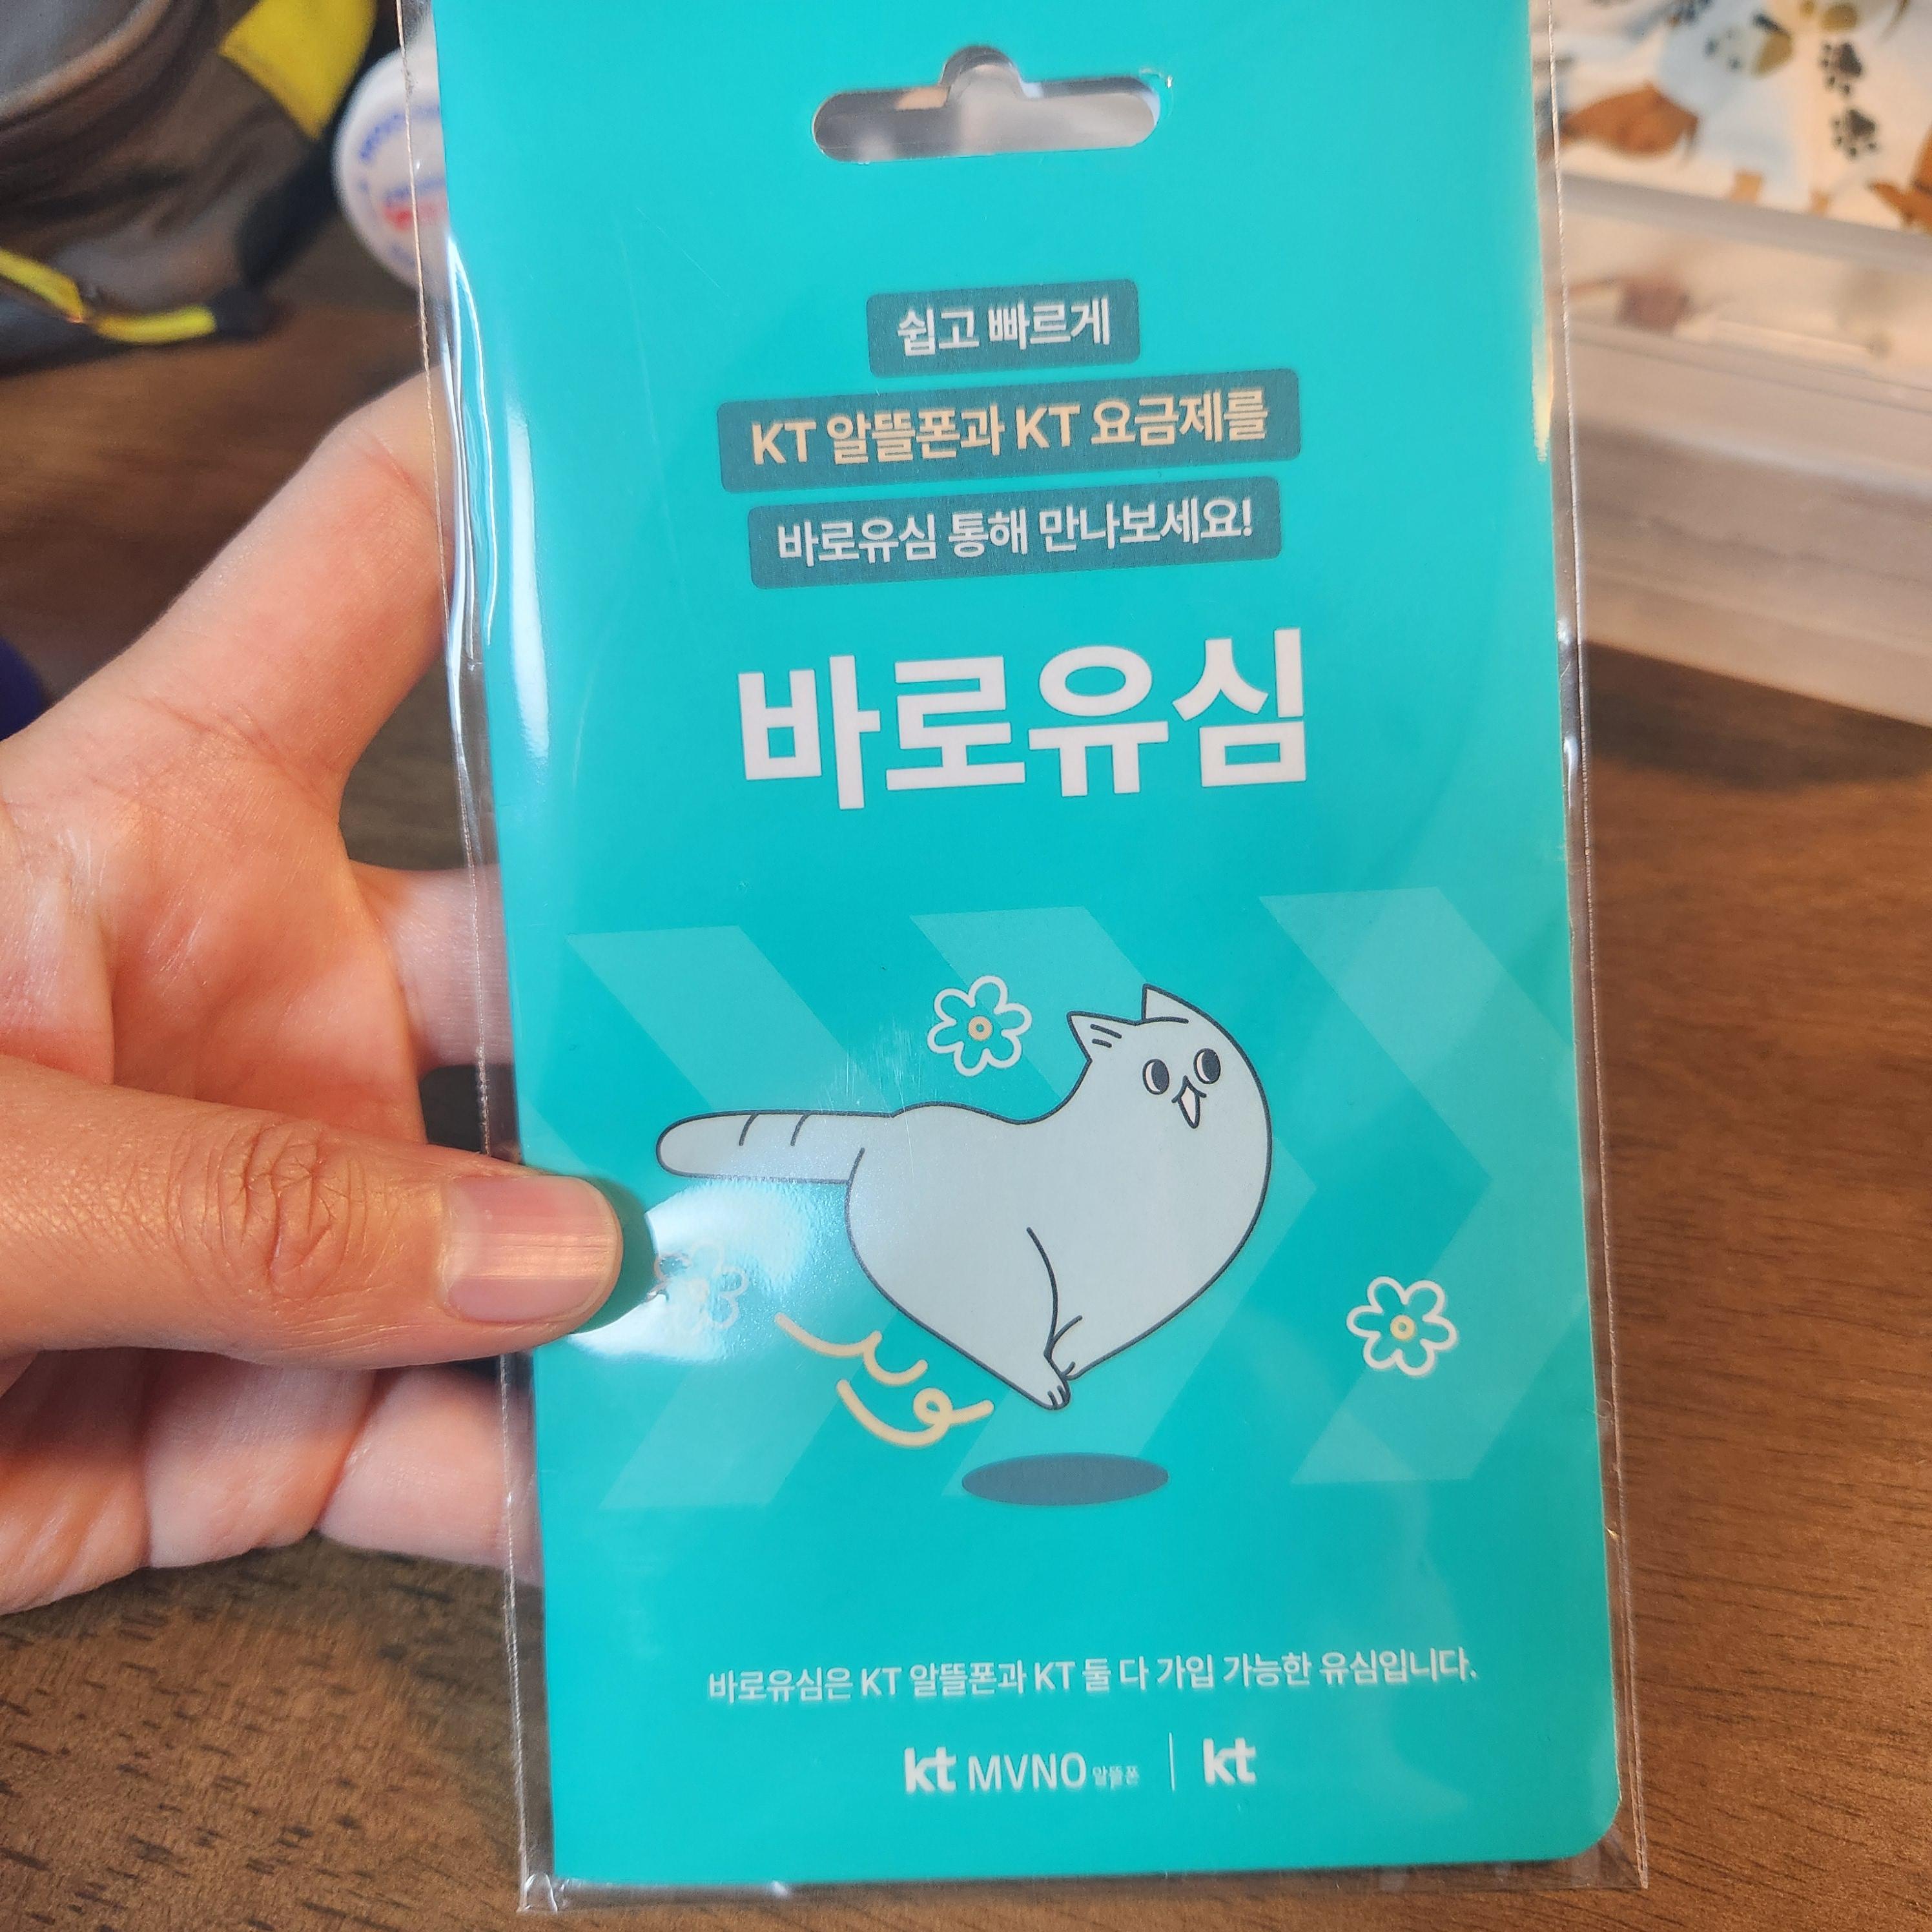 쉽고 빠르게
KT 알뜰폰과 KT 요금제를
바로유심 통해 만나보세요!
바로유심
바로유심은 KT 알뜰폰과 KT 둘 다 가입 가능한 유심입니다.
kt MVNO 알뜰폰 | kt